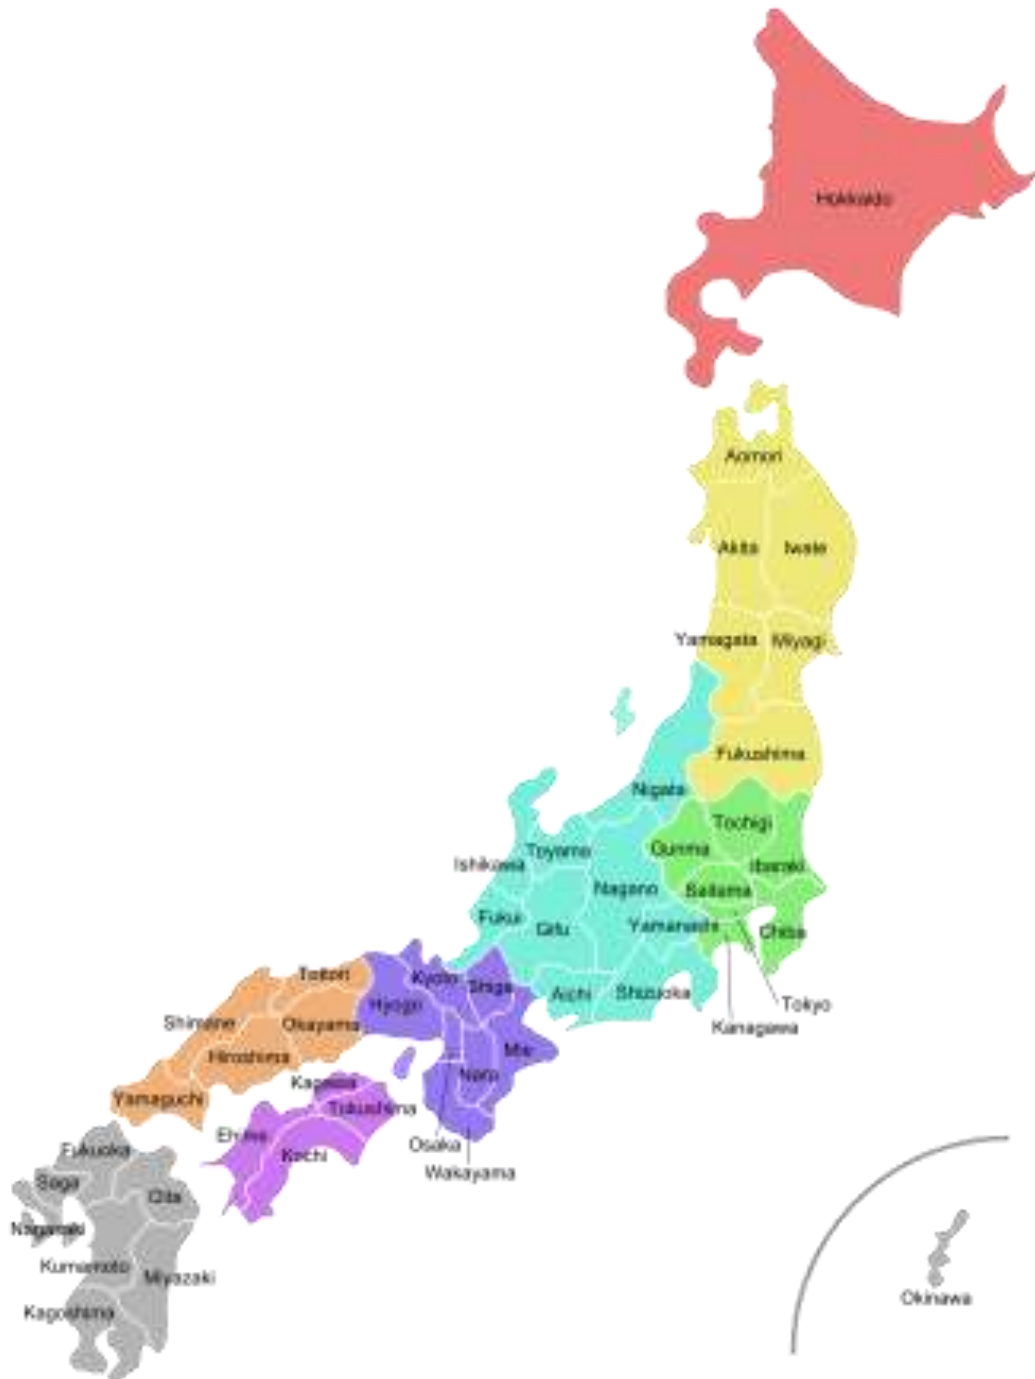 Hokkaido
Aomori
Akita
Iwate
Yamagata
Miyagi
Fukushima
Nigata
Tochigi
Gunma
Ibaraki
Toyama
Ishikawa
Nagano
Saitama
Fukui
Gifu
Yamanashi
Chiba
Tottori
Kyoto
Shiga
Hyogo
Aichi
Shizuoka
Tokyo
Kanagawa
Shimane
Okayama
Hiroshima
Mie
Nara
Kagawa
Yamaguchi
Tokushima
Ehime
Osaka
Fukuoka
Kochi
Wakayama
Saga
Oita
Nagasaki
Kumamoto
Miyazaki
Okinawa
Kagoshima